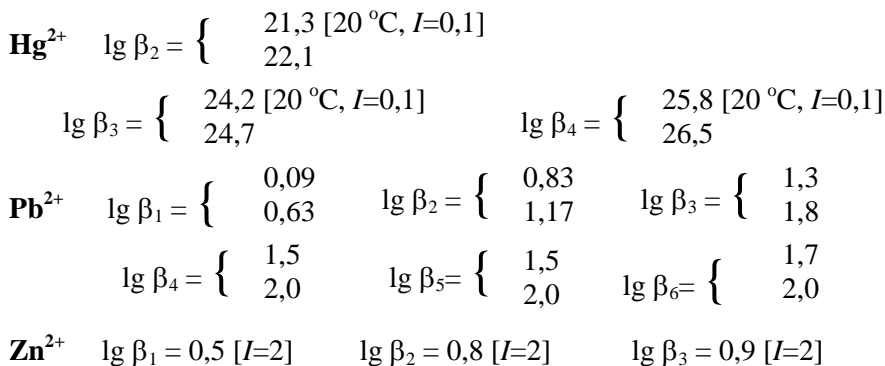 Hg²⁺ lg β₂ = { 21,3 [20 °C, I=0,1]
22,1
lg β₃ = { 24,2 [20 °C, I=0,1] lg β₄ = { 25,8 [20 °C, I=0,1]
24,7 26,5
Pb²⁺ lg β₁ = { 0,09 lg β₂ = { 0,83 lg β₃ = { 1,3
0,63 1,17 1,8
lg β₄ = { 1,5 lg β₅= { 1,5 lg β₆= { 1,7
2,0 2,0 2,0
Zn²⁺ lg β₁ = 0,5 [I=2] lg β₂ = 0,8 [I=2] lg β₃ = 0,9 [I=2]